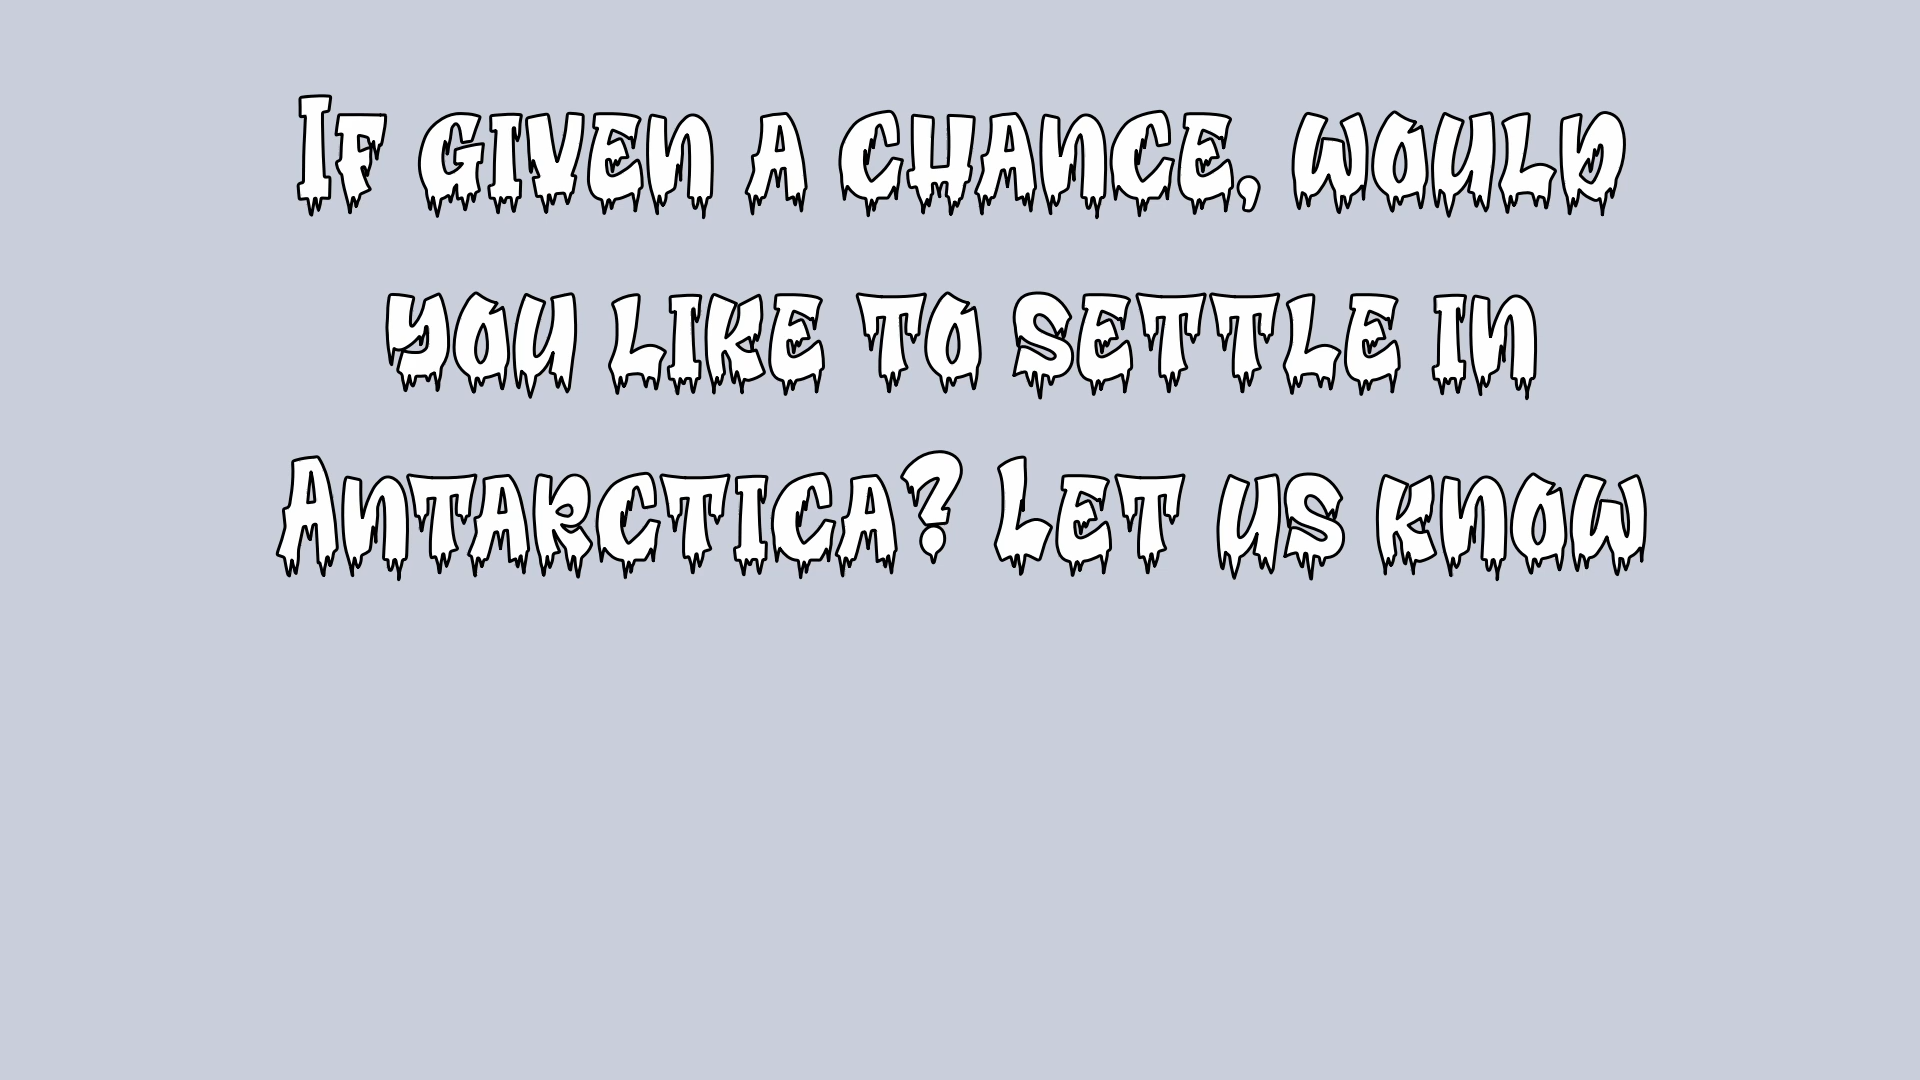 If given a chance, would
you like to settle in
Antarctica? Let us know